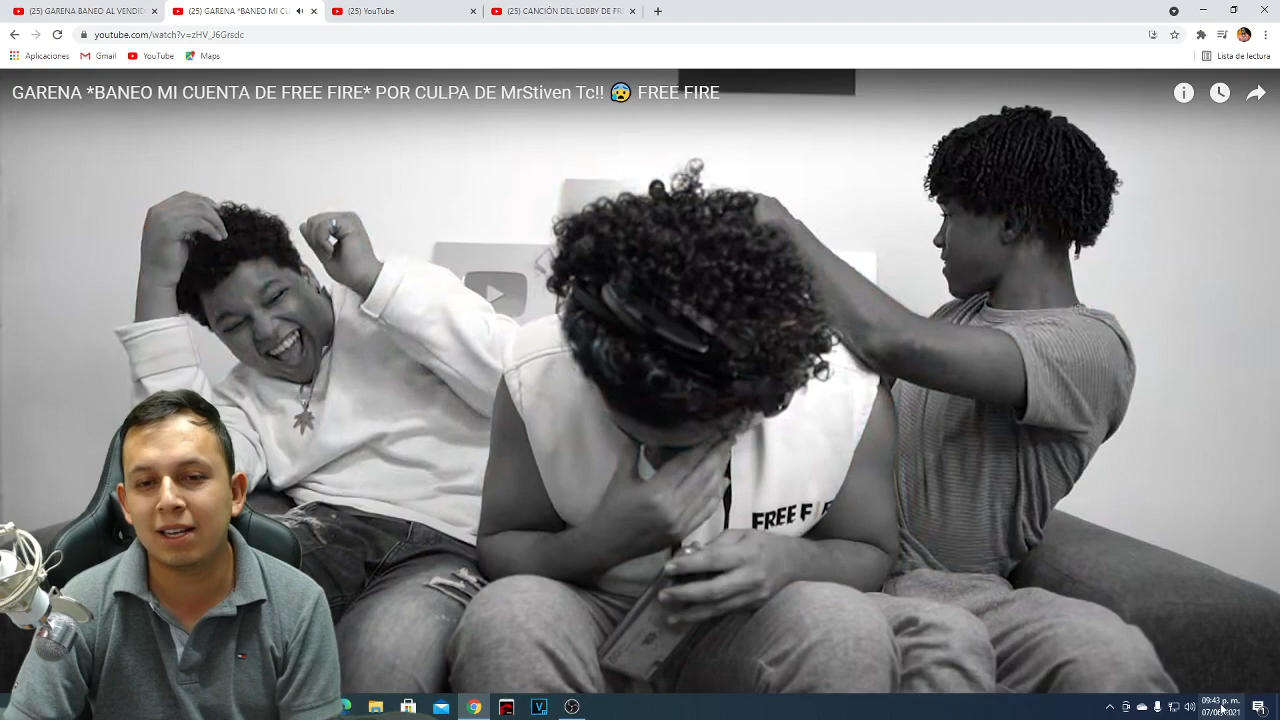 (25) GARENA BANEO AL VENDID
(25) GARENA *BANEO MI CU
(25) YouTube
(25) CANCIÓN DEL LOBBY DE FR
youtube.com/watch?v=zHV_J6Grsdc
Aplicaciones
Gmail
YouTube
Maps
Lista de lectura
GARENA *BANEO MI CUENTA DE FREE FIRE* POR CULPA DE MrStiven Tc!! 😰 FREE FIRE
FREE
09:43 p. m.